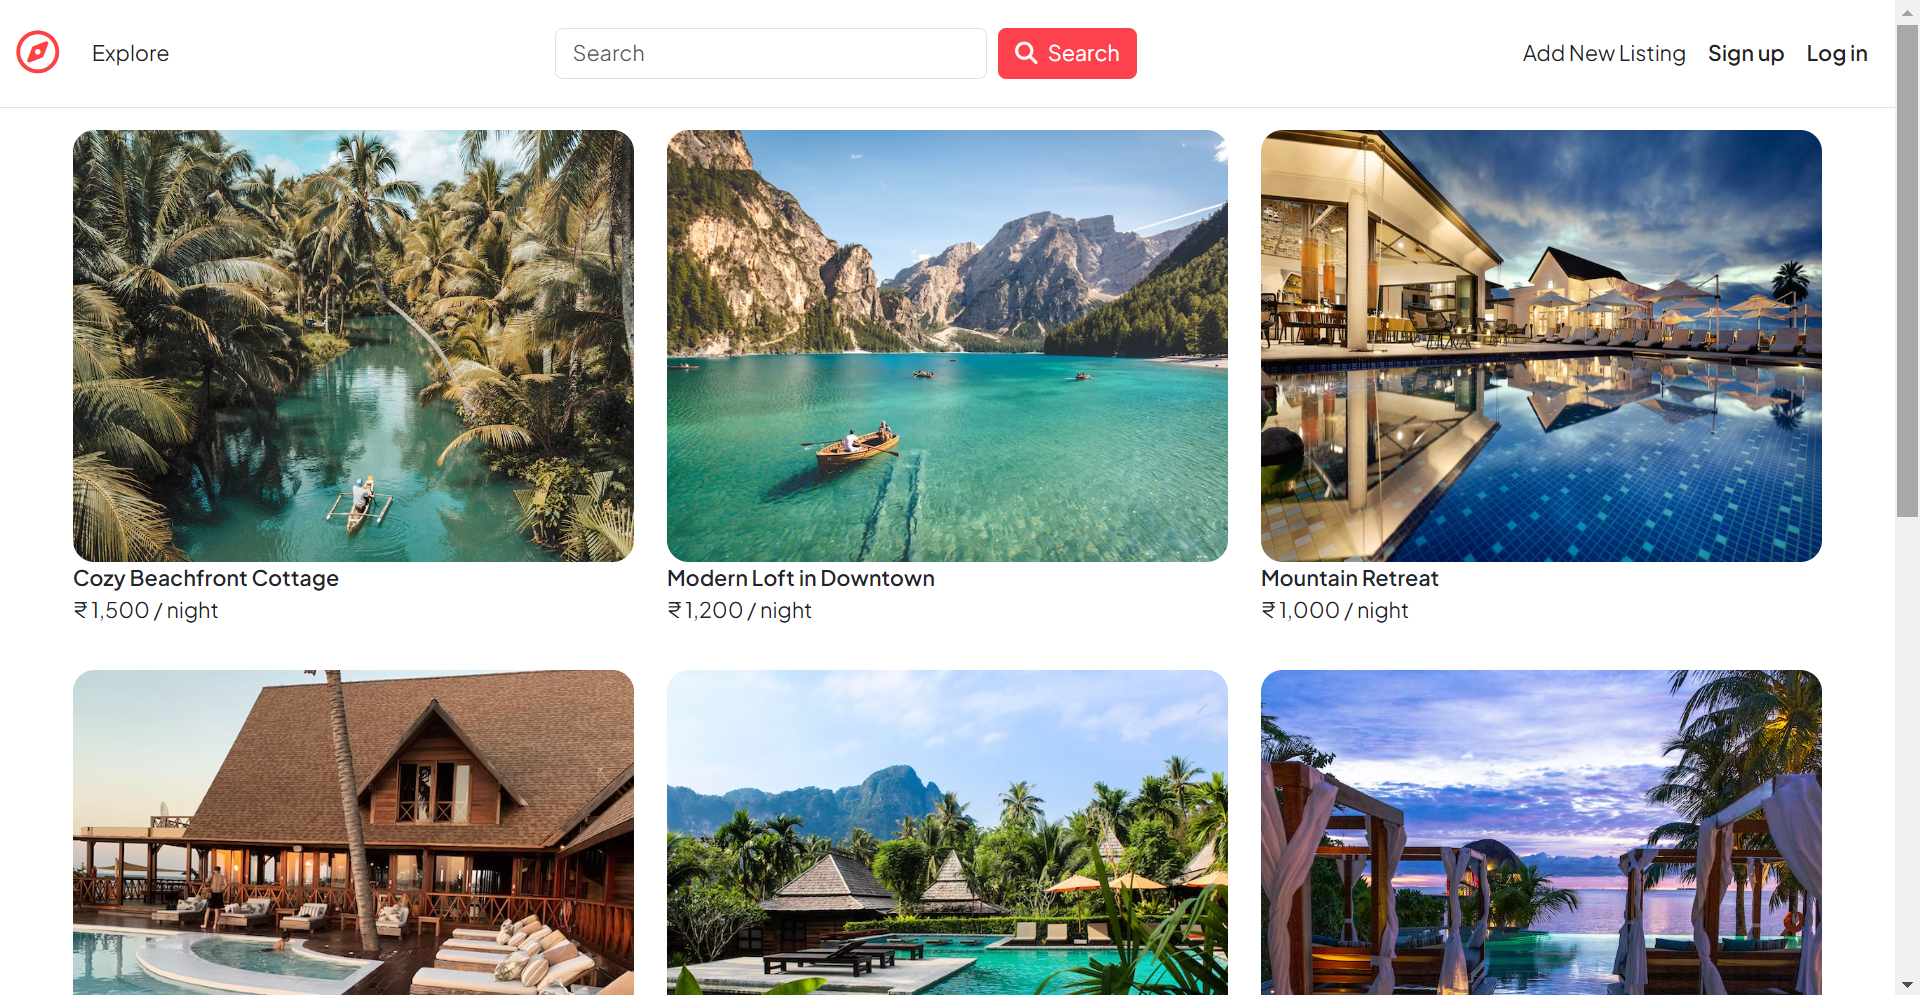 Explore
Search
Search
Add New Listing
Sign up
Log in
Cozy Beachfront Cottage
₹1,500 / night
Modern Loft in Downtown
₹1,200 / night
Mountain Retreat
₹1,000 / night